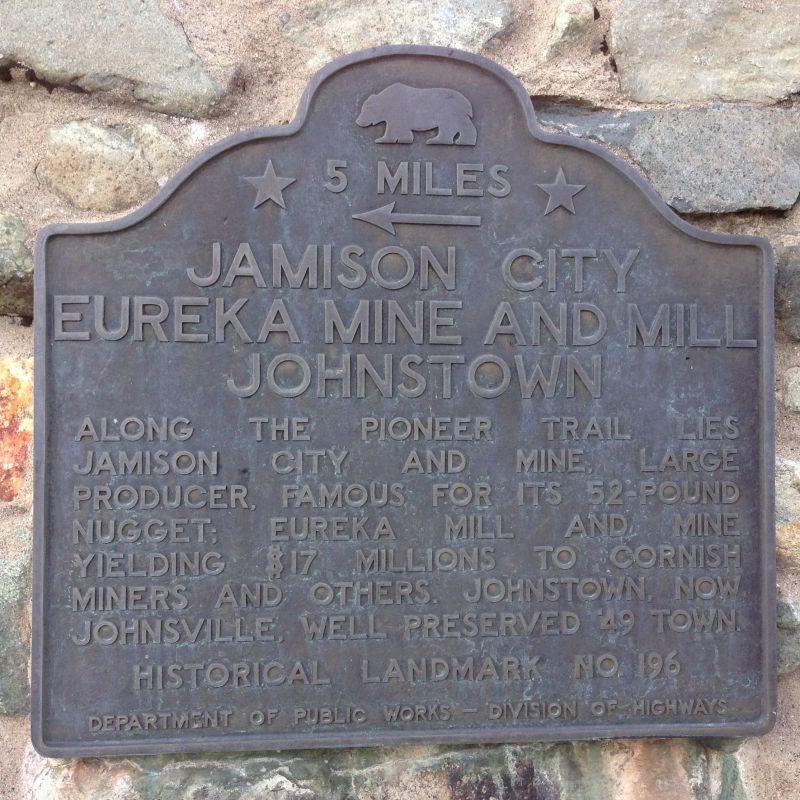 5 MILES
JAMISON CITY
EUREKA MINE AND MILL
JOHNSTOWN
ALONG THE PIONEER TRAIL LIES
JAMISON CITY AND MINE, LARGE
PRODUCER, FAMOUS FOR ITS 52-POUND
NUGGET; EUREKA MILL AND MINE
YIELDING $17 MILLIONS TO CORNISH
MINERS AND OTHERS. JOHNSTOWN, NOW
JOHNSVILLE, WELL PRESERVED '49 TOWN.
HISTORICAL LANDMARK NO. 196
DEPARTMENT OF PUBLIC WORKS — DIVISION OF HIGHWAYS